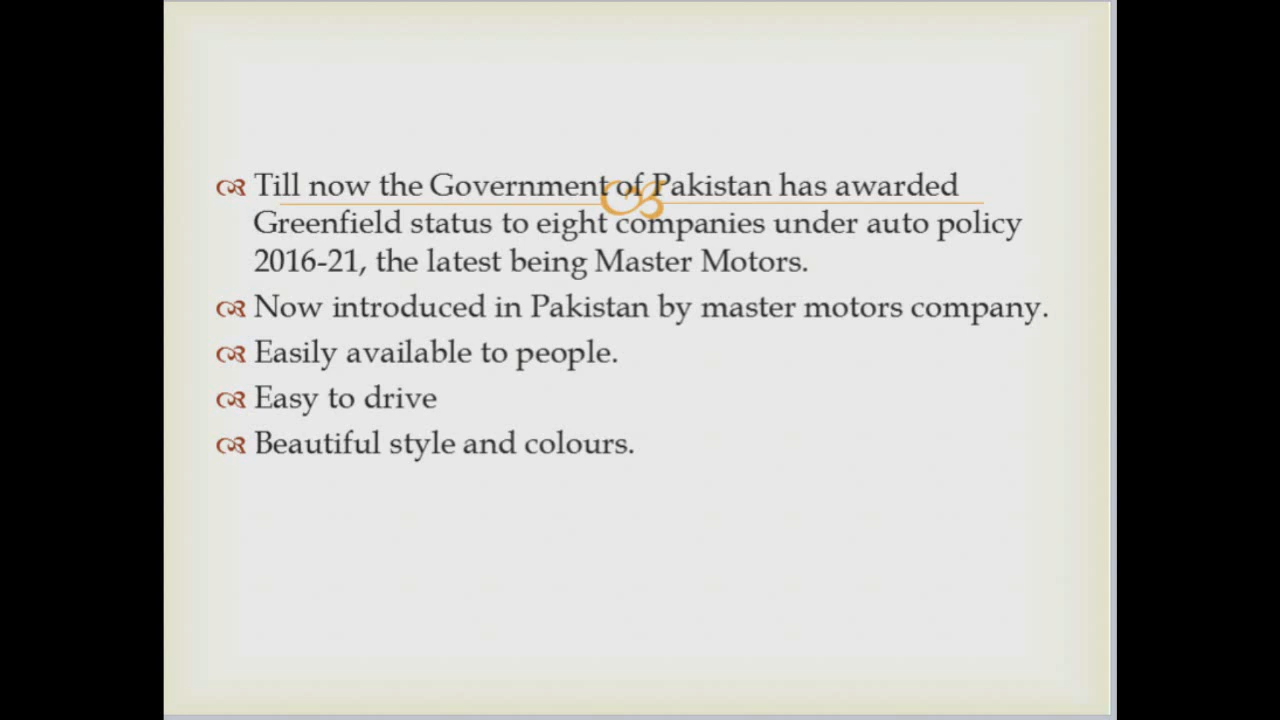 Till now the Government of Pakistan has awarded
Greenfield status to eight companies under auto policy
2016-21, the latest being Master Motors.
Now introduced in Pakistan by master motors company.
Easily available to people.
Easy to drive
Beautiful style and colours.